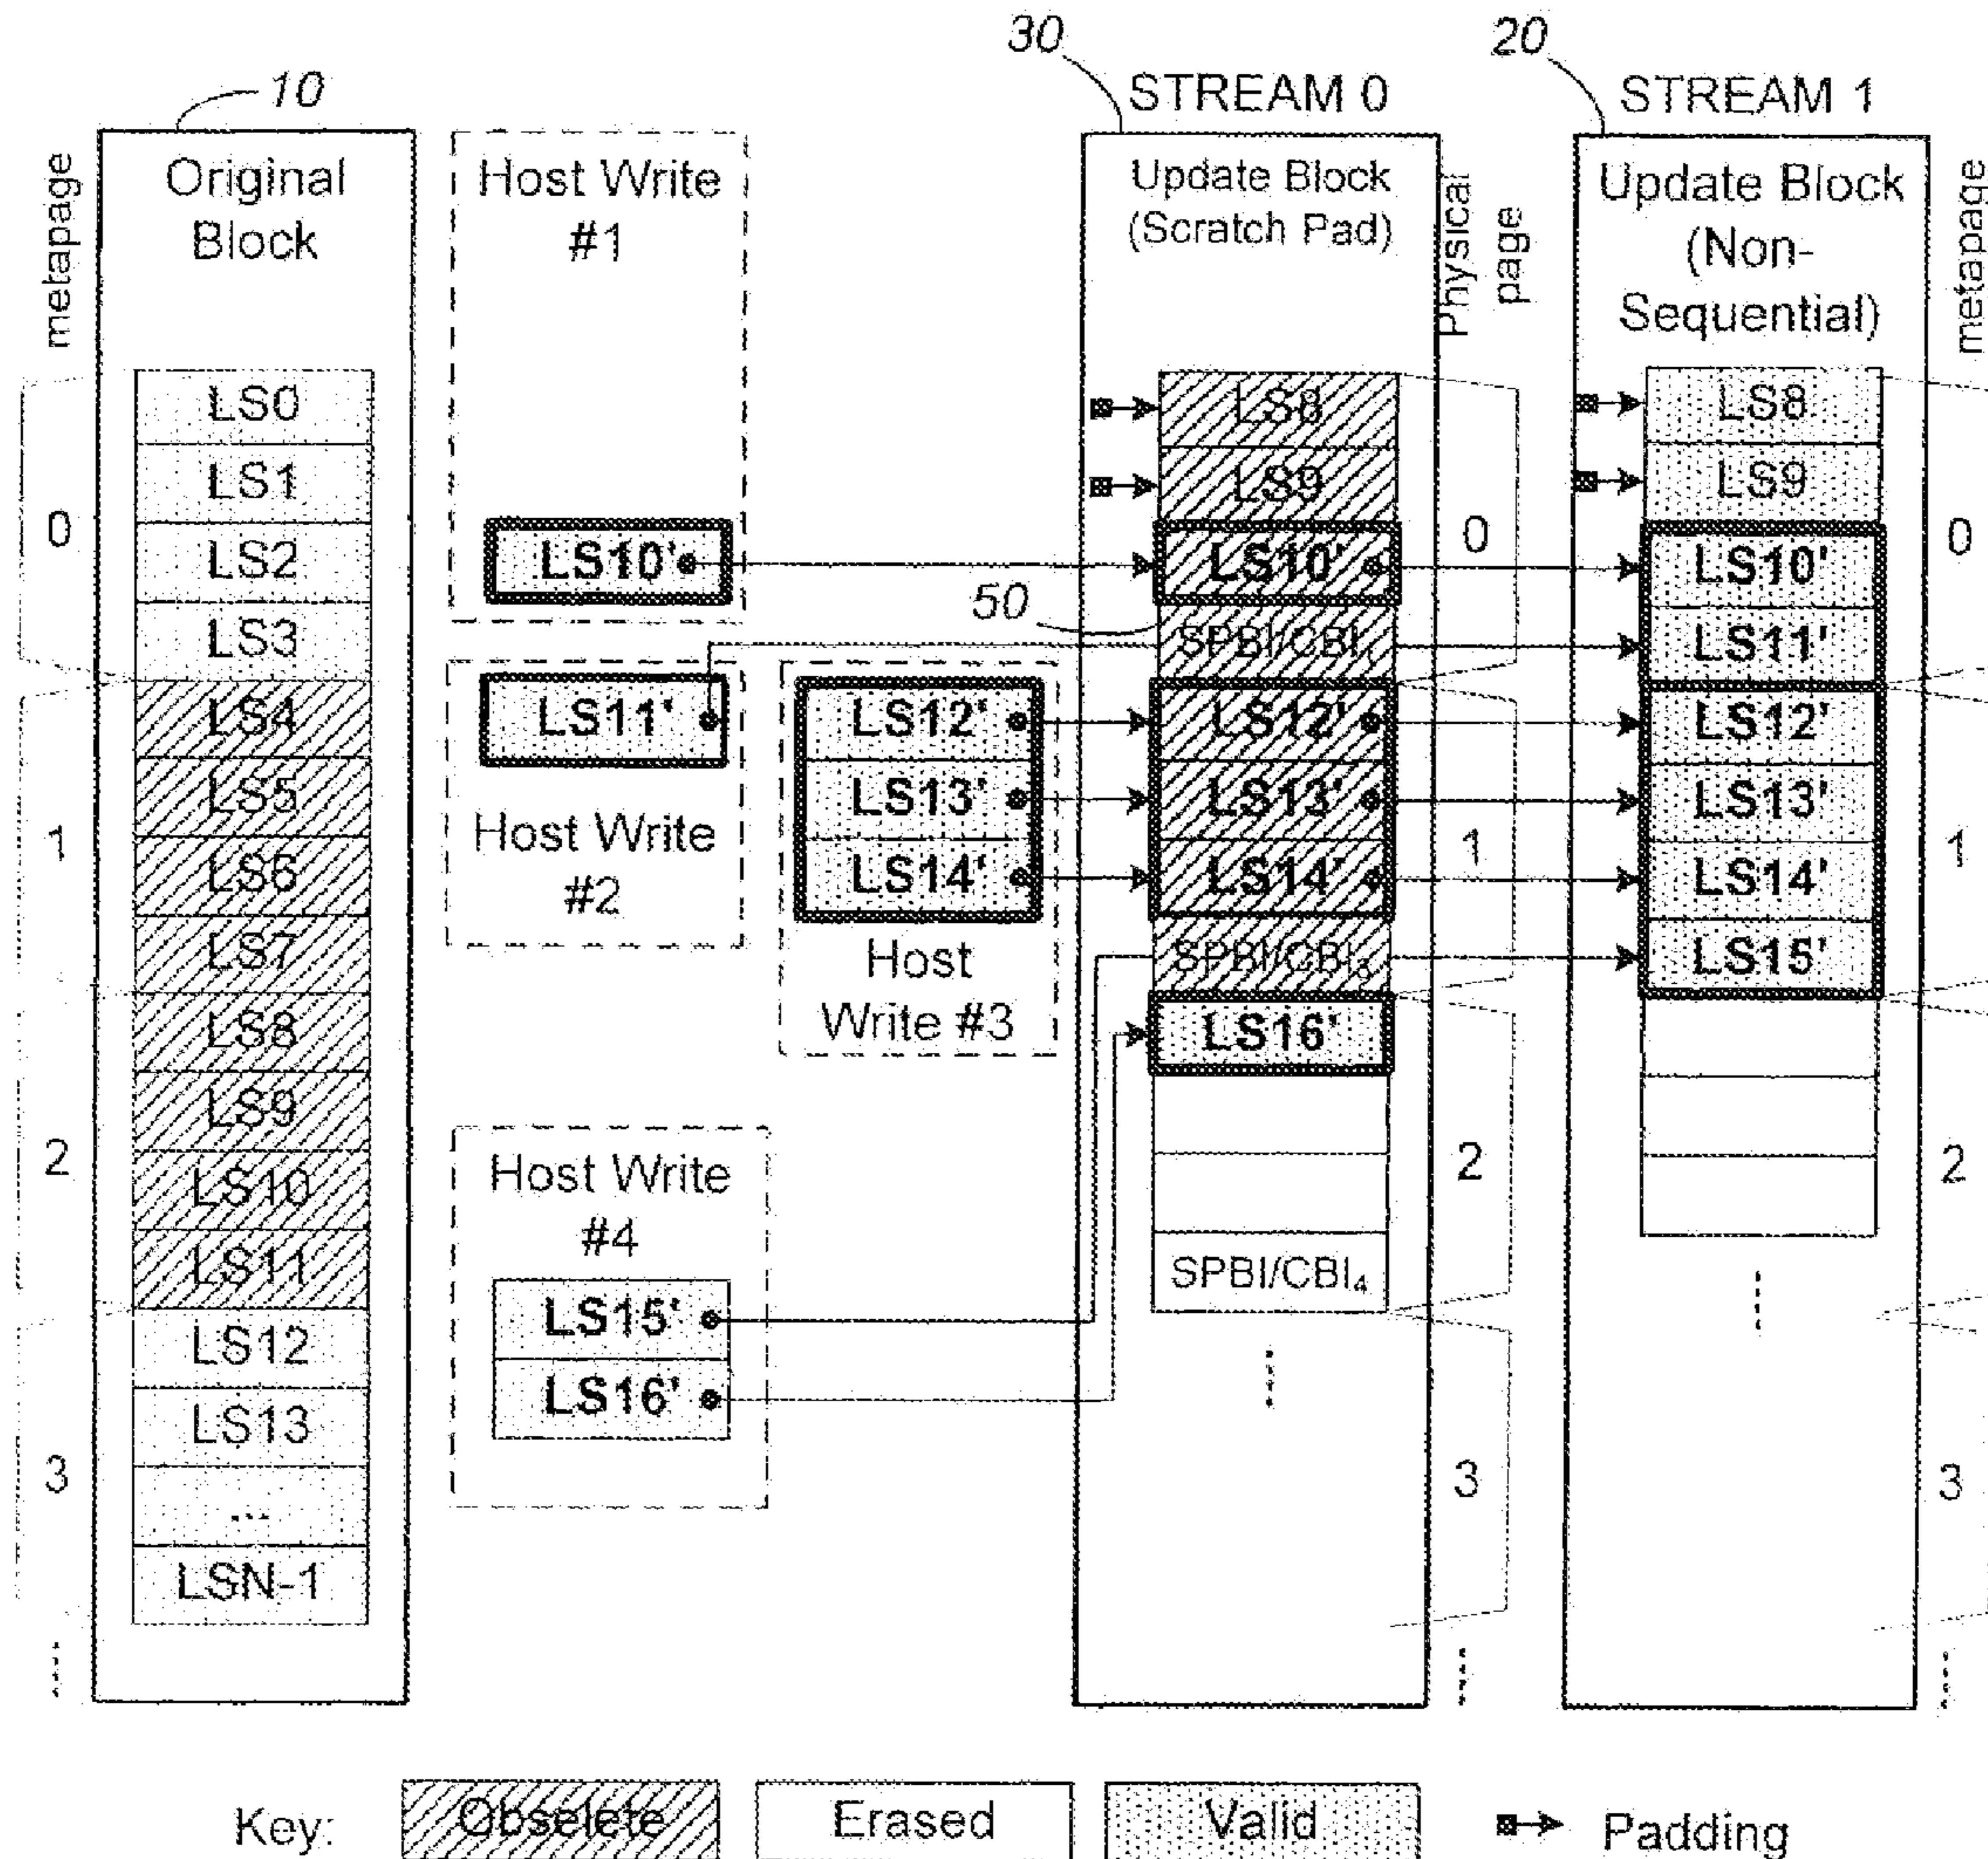 10
metapage
Original
Block
LS0
LS1
LS2
LS3
LS4
LS5
LS6
LS7
LS8
LS9
LS10
LS11
LS12
LS13
...
LSN-1
0
1
2
3
...
Host Write
#1
LS10'
LS11'
Host Write
#2
LS12'
LS13'
LS14'
Host
Write #3
Host Write
#4
LS15'
LS16'
30
STREAM 0
Update Block
(Scratch Pad)
LS8
LS9
LS10'
50
SPBI/CBI
LS12'
LS13'
LS14'
SPBI/CBI₃
LS16'
SPBI/CBI₄
...
Physical
page
0
1
2
3
...
20
STREAM 1
Update Block
(Non-
Sequential)
LS8
LS9
LS10'
LS11'
LS12'
LS13'
LS14'
LS15'
...
metapage
0
1
2
3
...
Key:
Obselete
Erased
Valid
Padding